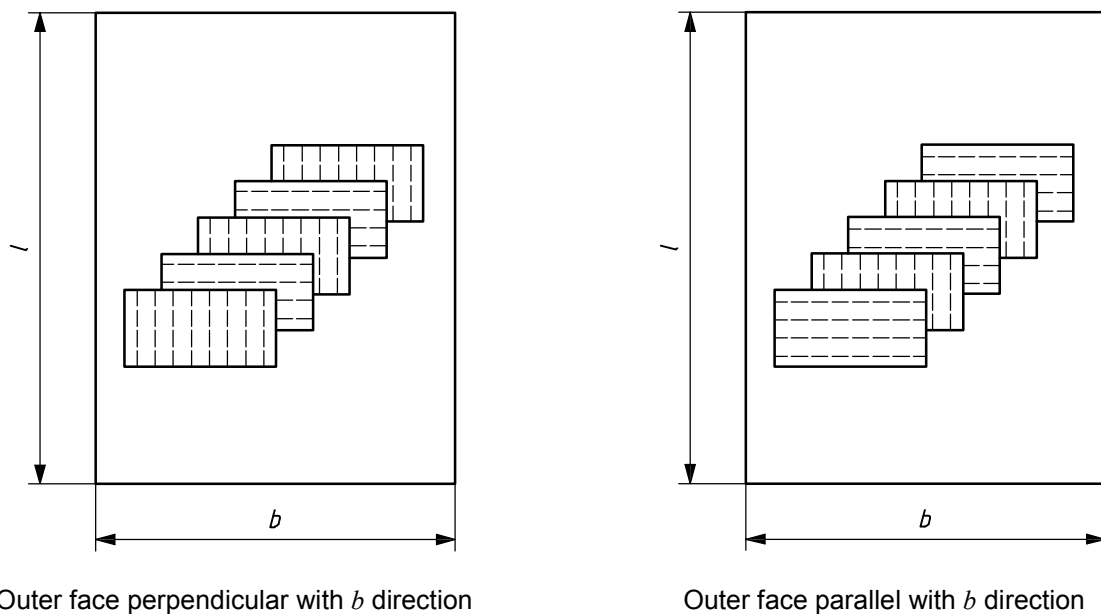 l
l
b
b
Outer face perpendicular with b direction
Outer face parallel with b direction